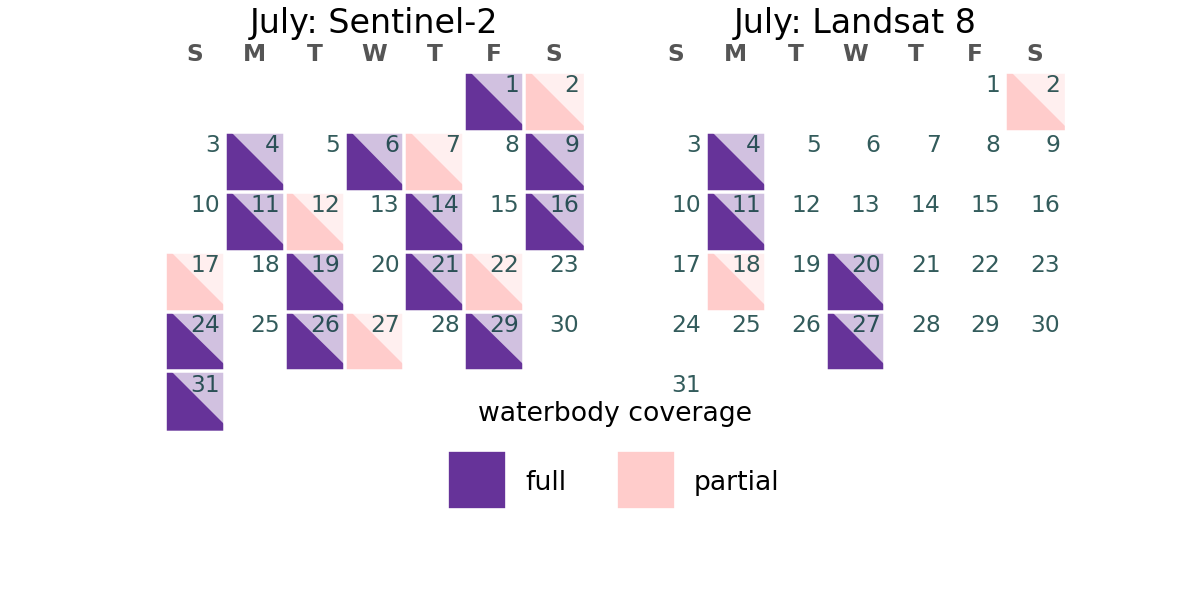 July: Sentinel-2
S M T W T F S
1 2
3 4 5 6 7 8 9
10 11 12 13 14 15 16
17 18 19 20 21 22 23
24 25 26 27 28 29 30
31
July: Landsat 8
S M T W T F S
1 2
3 4 5 6 7 8 9
10 11 12 13 14 15 16
17 18 19 20 21 22 23
24 25 26 27 28 29 30
31
waterbody coverage
full
partial